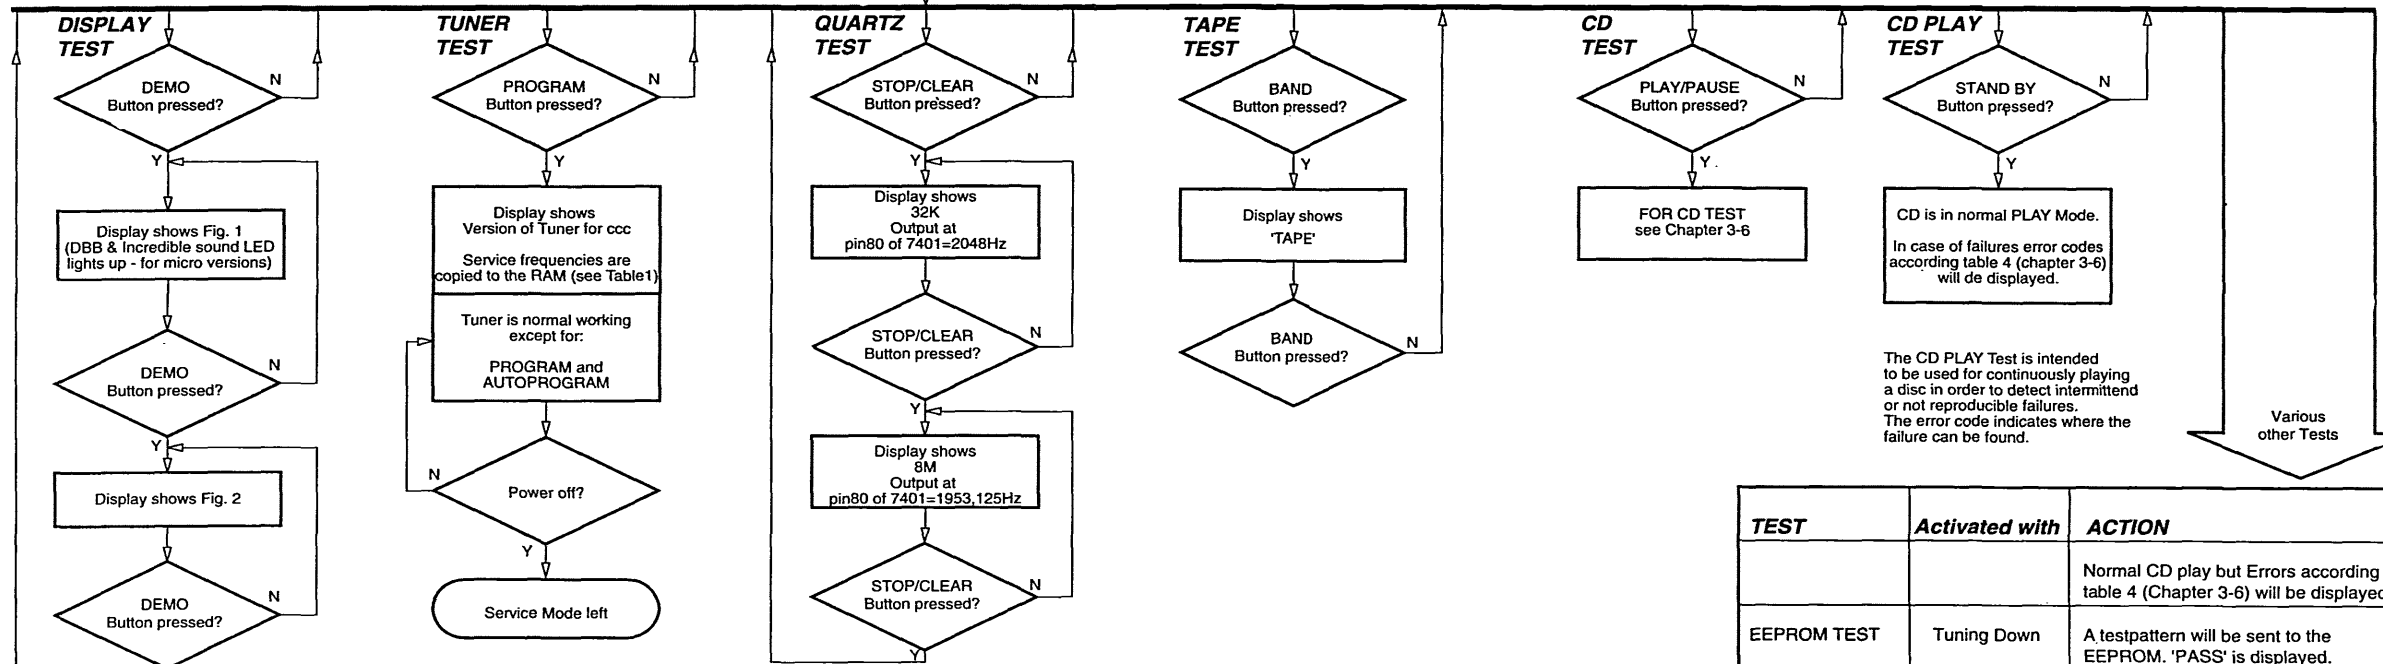 DISPLAY
TEST
DEMO
Button pressed?
N
Y
Display shows Fig. 1
(DBB & Incredible sound LED
lights up - for micro versions)
DEMO
Button pressed?
N
Y
Display shows Fig. 2
DEMO
Button pressed?
N
TUNER
TEST
PROGRAM
Button pressed?
N
Y
Display shows
Version of Tuner for ccc
Service frequencies are
copied to the RAM (see Table1)
Tuner is normal working
except for:
PROGRAM and
AUTOPROGRAM
N
Power off?
Y
Service Mode left
QUARTZ
TEST
STOP/CLEAR
Button pressed?
N
Y
Display shows
32K
Output at
pin80 of 7401=2048Hz
STOP/CLEAR
Button pressed?
N
Y
Display shows
8M
Output at
pin80 of 7401=1953,125Hz
STOP/CLEAR
Button pressed?
N
Y
TAPE
TEST
BAND
Button pressed?
Y
Display shows
'TAPE'
BAND
Button pressed?
N
CD
TEST
PLAY/PAUSE
Button pressed?
N
Y
FOR CD TEST
see Chapter 3-6
CD PLAY
TEST
STAND BY
Button pressed?
N
Y
CD is in normal PLAY Mode.
In case of failures error codes
according table 4 (chapter 3-6)
will de displayed.
The CD PLAY Test is intended
to be used for continuously playing
a disc in order to detect intermittend
or not reproducible failures.
The error code indicates where the
failure can be found.
Various
other Tests
TEST Activated with ACTION
Normal CD play but Errors according
table 4 (Chapter 3-6) will be displayed
EEPROM TEST Tuning Down A testpattern will be sent to the
EEPROM. 'PASS' is displayed.